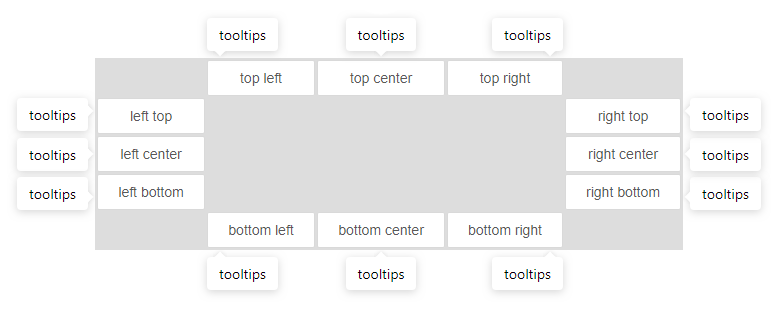 tooltips tooltips tooltips
top left top center top right
tooltips left top right top tooltips
tooltips left center right center tooltips
tooltips left bottom right bottom tooltips
bottom left bottom center bottom right
tooltips tooltips tooltips